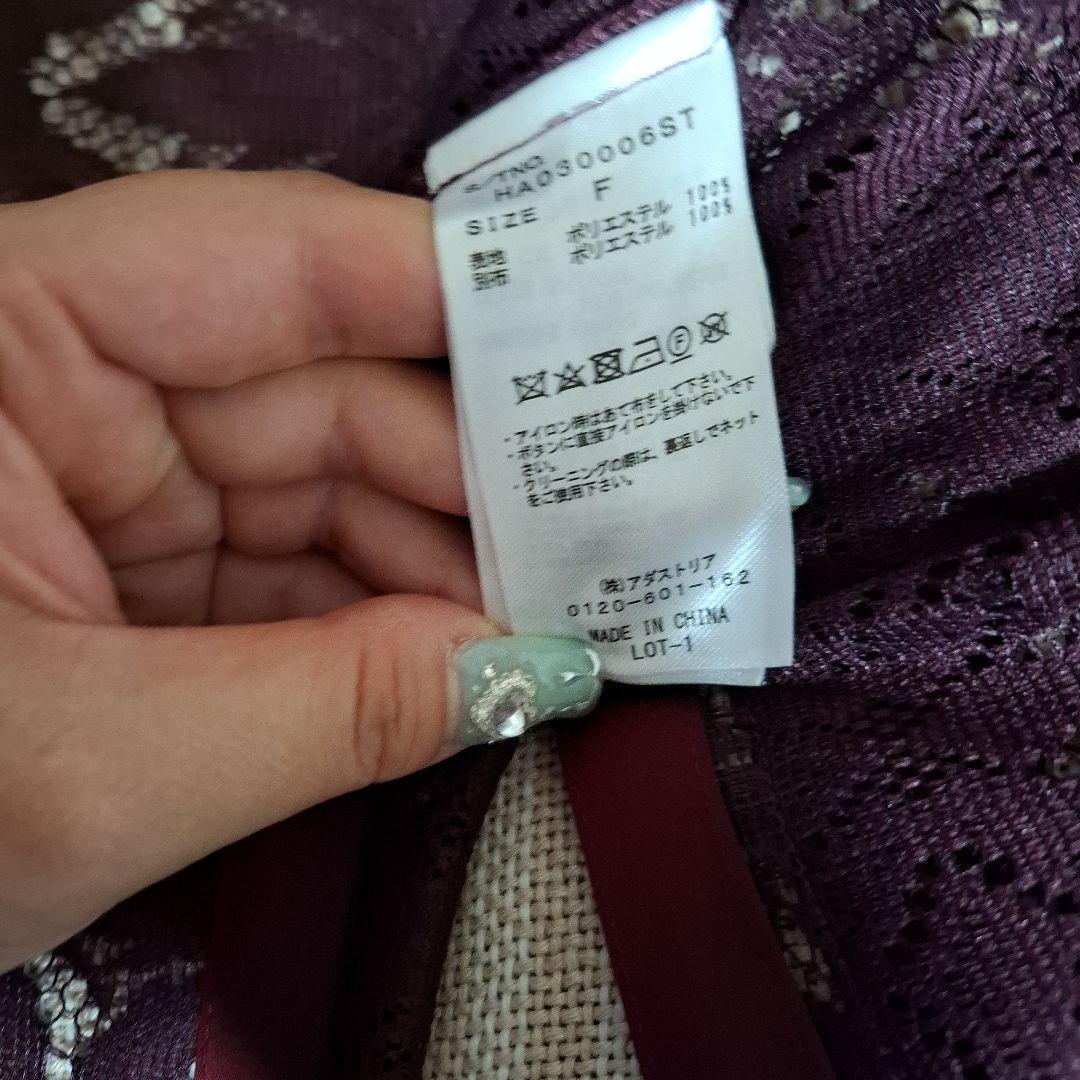 S/TNO.
HA030006ST
SIZE F
表地 ポリエステル 100%
別布 ポリエステル 100%
F
・アイロン時はあて布をして下さい。
・ボタンに直接アイロンを掛けないで下
さい。
・クリーニングの際は、裏返しでネット
をご使用下さい。
(株)アダストリア
0120-601-162
MADE IN CHINA
LOT-1